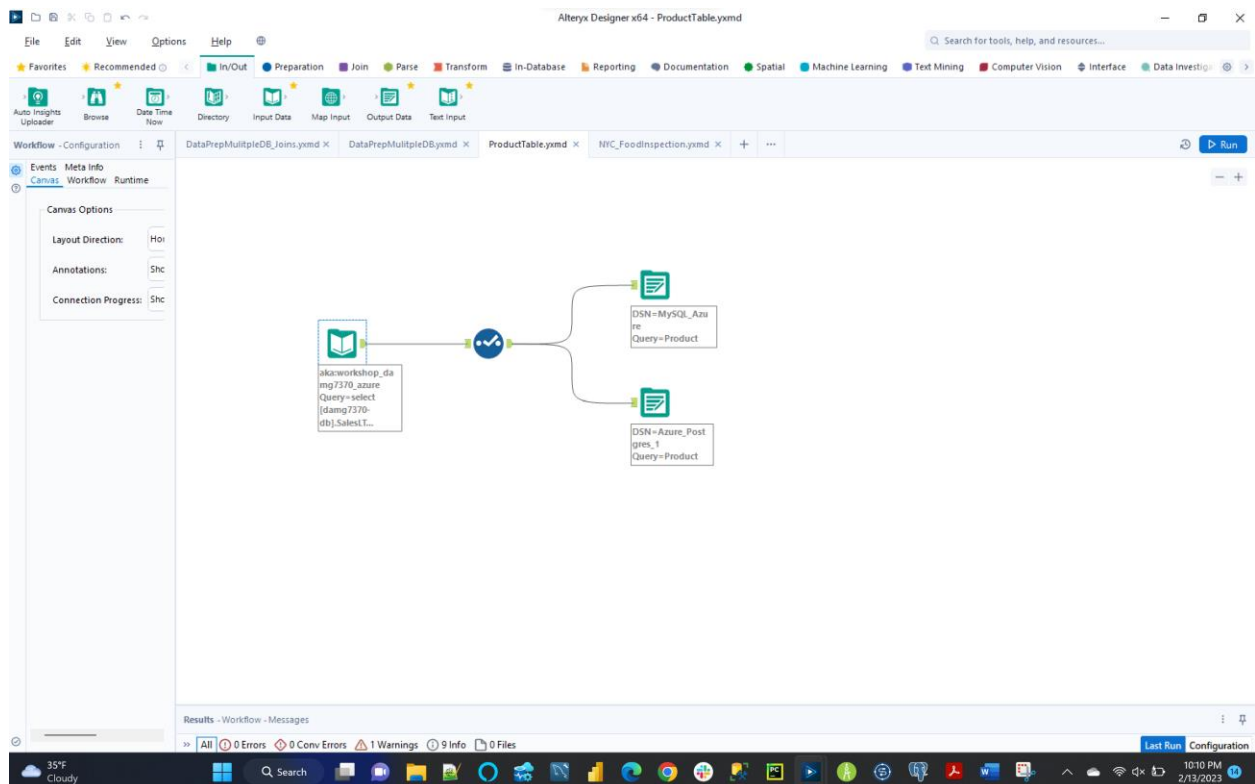 Alteryx Designer x64 - ProductTable.yxmd
File Edit View Options Help
Search for tools, help, and resources...
Favorites Recommended In/Out Preparation Join Parse Transform In-Database Reporting Documentation Spatial Machine Learning Text Mining Computer Vision Interface Data Investig
Auto Insights Uploader
Browse
Date Time Now
Directory
Input Data
Map Input
Output Data
Text Input
Workflow - Configuration
DataPrepMulitpleDB_Joins.yxmd DataPrepMulitpleDB.yxmd ProductTable.yxmd NYC_FoodInspection.yxmd
Run
Events Meta Info
Canvas Workflow Runtime
Canvas Options
Layout Direction: Hor
Annotations: Shc
Connection Progress: Shc
DSN=MySQL_Azu
re
Query=Product
aka:workshop_da
mg7370_azure
Query=select
[damg7370-
db].SalesLT...
DSN=Azure_Post
gres_1
Query=Product
Results - Workflow - Messages
All 0 Errors 0 Conv Errors 1 Warnings 9 Info 0 Files
Last Run Configuration
35°F
Cloudy
Search
10:10 PM
2/13/2023